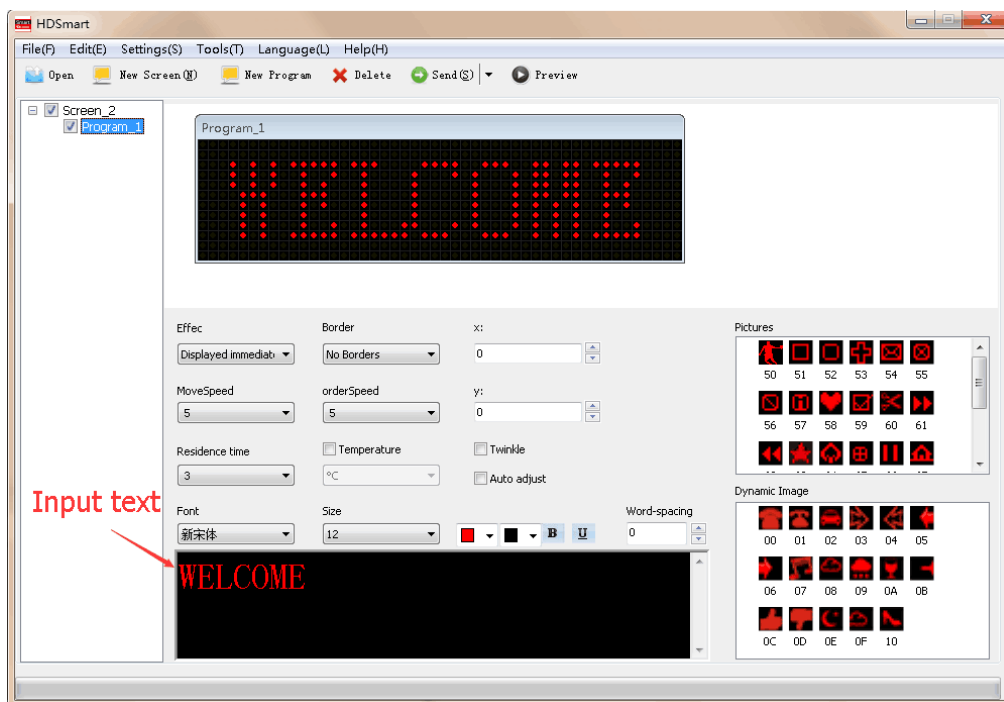 HDSmart
File(F) Edit(E) Settings(S) Tools(T) Language(L) Help(H)
Open New Screen(N) New Program Delete Send(S) Preview
Screen_2
Program_1
Program_1
WELCOME
Effec Border x: Pictures
Displayed immediat No Borders 0
50 51 52 53 54 55
MoveSpeed orderSpeed y:
5 5 0
56 57 58 59 60 61
Residence time Temperature Twinkle
3 °C Auto adjust
Dynamic Image
Input text
Font Size Word-spacing
新宋体 12 B U 0
00 01 02 03 04 05
WELCOME
06 07 08 09 0A 0B
0C 0D 0E 0F 10